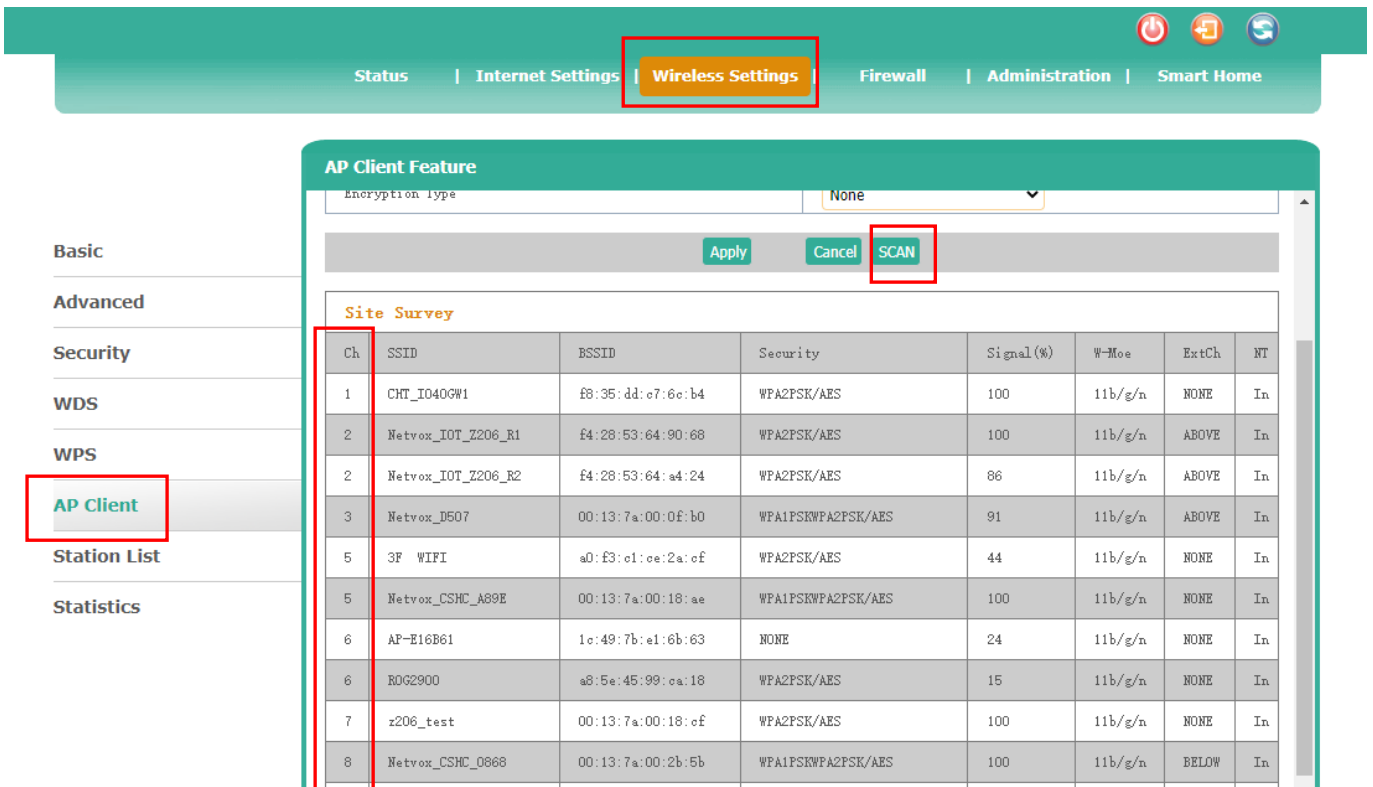 Status | Internet Settings | Wireless Settings | Firewall | Administration | Smart Home
AP Client Feature
Encryption Type None
Basic
Advanced
Security
WDS
WPS
AP Client
Station List
Statistics
Apply Cancel SCAN
Site Survey
Ch SSID BSSID Security Signal(%) W-Moe ExtCh NT
1 CHT_IO40GW1 f8:35:dd:c7:6c:b4 WPA2PSK/AES 100 11b/g/n NONE In
2 Netvox_IOT_Z206_R1 f4:28:53:64:90:68 WPA2PSK/AES 100 11b/g/n ABOVE In
2 Netvox_IOT_Z206_R2 f4:28:53:64:a4:24 WPA2PSK/AES 86 11b/g/n ABOVE In
3 Netvox_D507 00:13:7a:00:0f:b0 WPA1PSKWPA2PSK/AES 91 11b/g/n ABOVE In
5 3F WIFI a0:f3:c1:ce:2a:cf WPA2PSK/AES 44 11b/g/n NONE In
5 Netvox_CSHC_A89E 00:13:7a:00:18:ae WPA1PSKWPA2PSK/AES 100 11b/g/n NONE In
6 AP-E16B61 1c:49:7b:e1:6b:63 NONE 24 11b/g/n NONE In
6 ROG2900 a8:5e:45:99:ca:18 WPA2PSK/AES 15 11b/g/n NONE In
7 z206_test 00:13:7a:00:18:cf WPA2PSK/AES 100 11b/g/n NONE In
8 Netvox_CSHC_0868 00:13:7a:00:2b:5b WPA1PSKWPA2PSK/AES 100 11b/g/n BELOW In